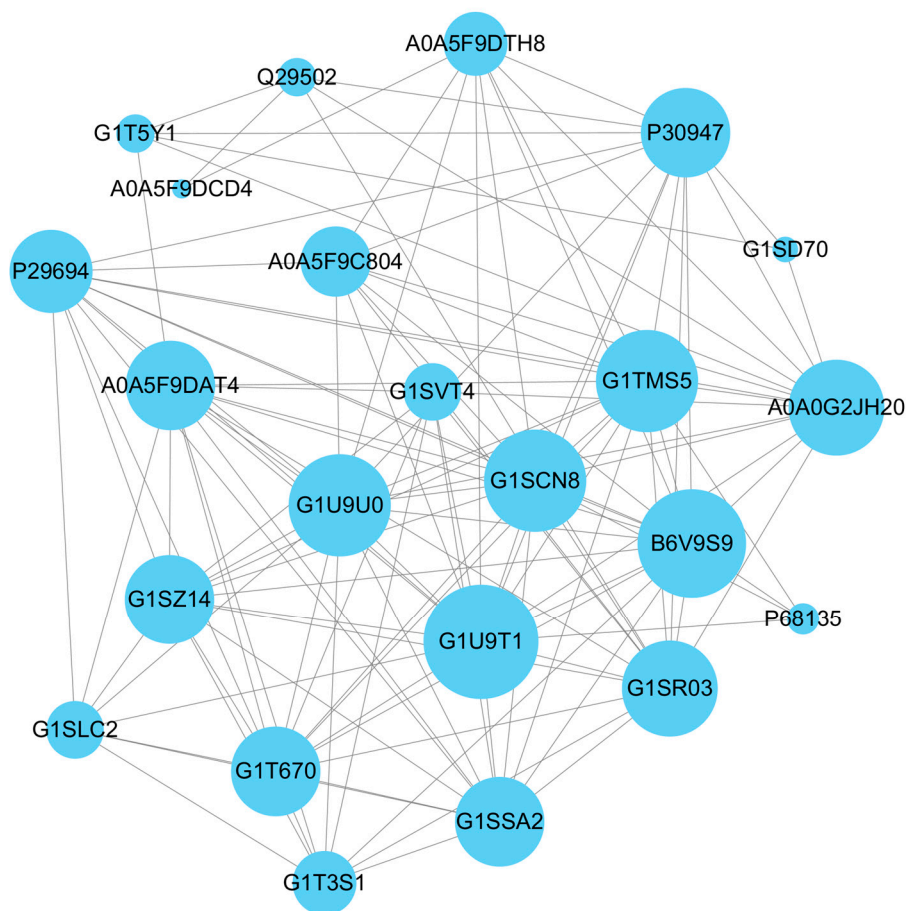 A0A5F9DTH8
Q29502
G1T5Y1
P30947
A0A5F9DCD4
G1SD70
A0A5F9C804
P29694
A0A5F9DAT4
G1SVT4
G1TMS5
A0A0G2JH20
G1SCN8
G1U9U0
B6V9S9
G1SZ14
P68135
G1U9T1
G1SR03
G1SLC2
G1T670
G1SSA2
G1T3S1